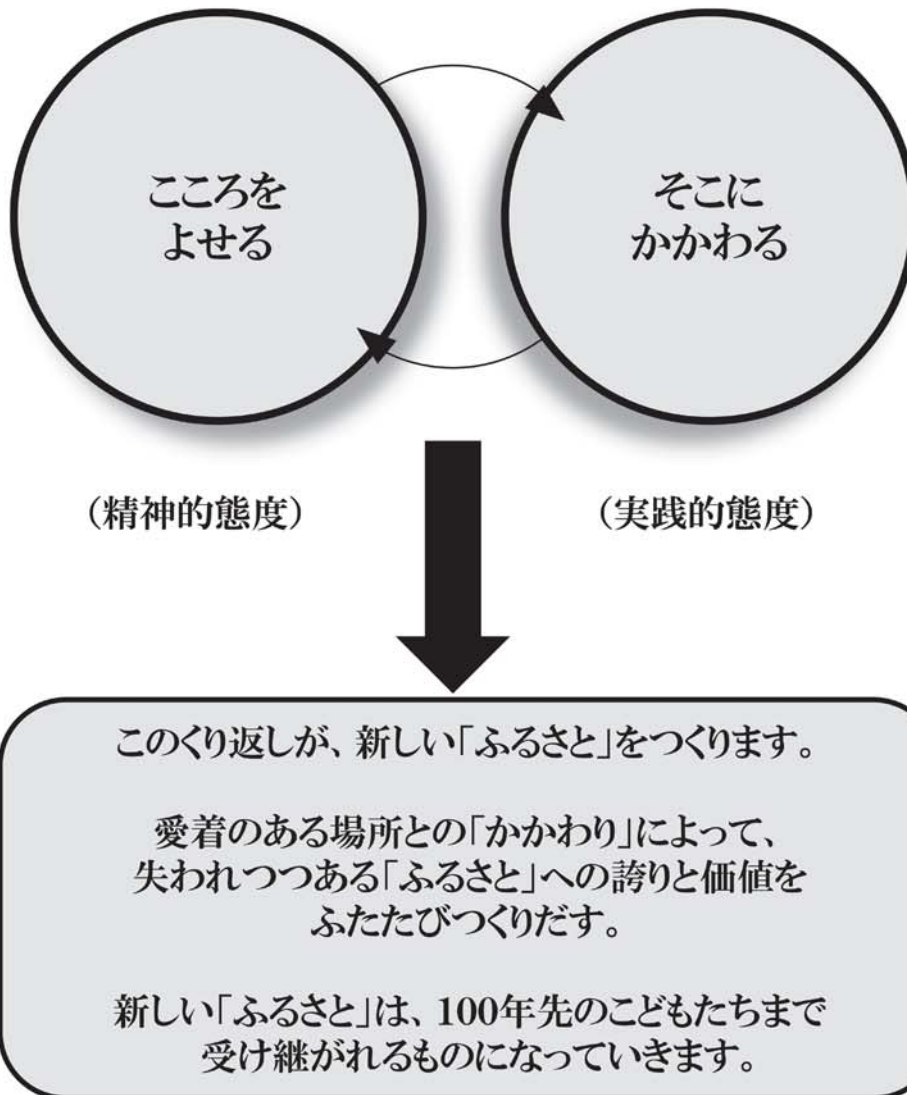 こころを
よせる
そこに
かかわる
（精神的態度）
（実践的態度）
このくり返しが、新しい「ふるさと」をつくります。
愛着のある場所との「かかわり」によって、
失われつつある「ふるさと」への誇りと価値を
ふたたびつくりだす。
新しい「ふるさと」は、100年先のこどもたちまで
受け継がれるものになっていきます。